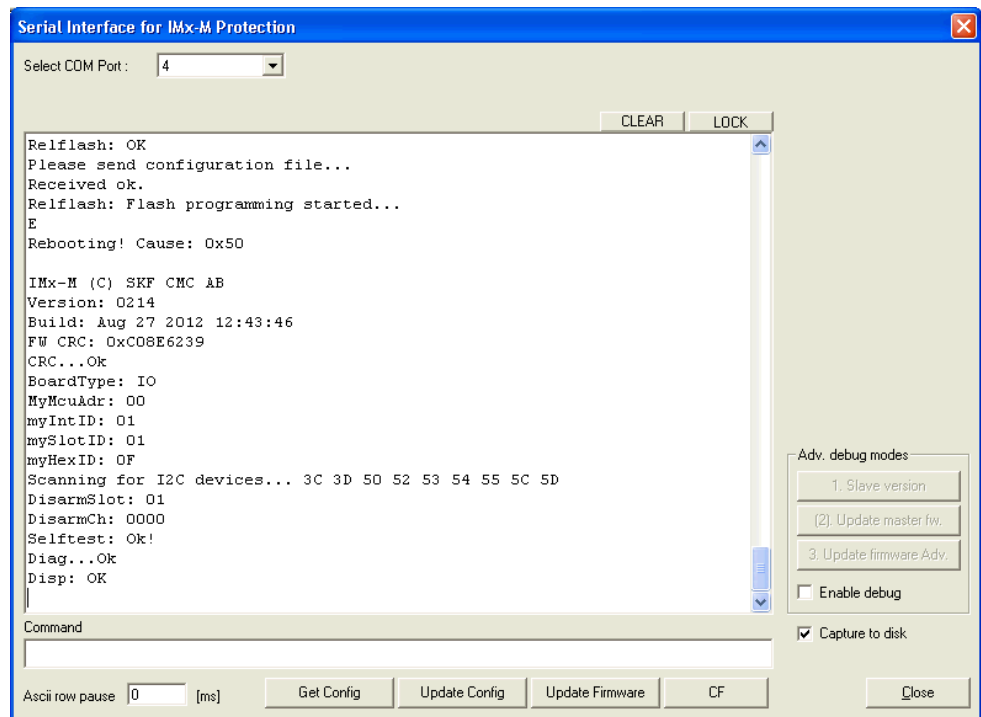 Serial Interface for IMx-M Protection
Select COM Port :
4
CLEAR
LOCK
Relflash: OK
Please send configuration file...
Received ok.
Relflash: Flash programming started...
E
Rebooting! Cause: 0x50
IMx-M (C) SKF CMC AB
Version: 0214
Build: Aug 27 2012 12:43:46
FW CRC: 0xC08E6239
CRC...Ok
BoardType: IO
MyMcuAdr: 00
myIntID: 01
mySlotID: 01
myHexID: 0F
Scanning for I2C devices... 3C 3D 50 52 53 54 55 5C 5D
DisarmSlot: 01
DisarmCh: 0000
Selftest: Ok!
Diag...Ok
Disp: OK
Adv. debug modes
1. Slave version
(2). Update master fw.
3. Update firmware Adv.
Enable debug
Command
Capture to disk
Ascii row pause
0
[ms]
Get Config
Update Config
Update Firmware
CF
Close